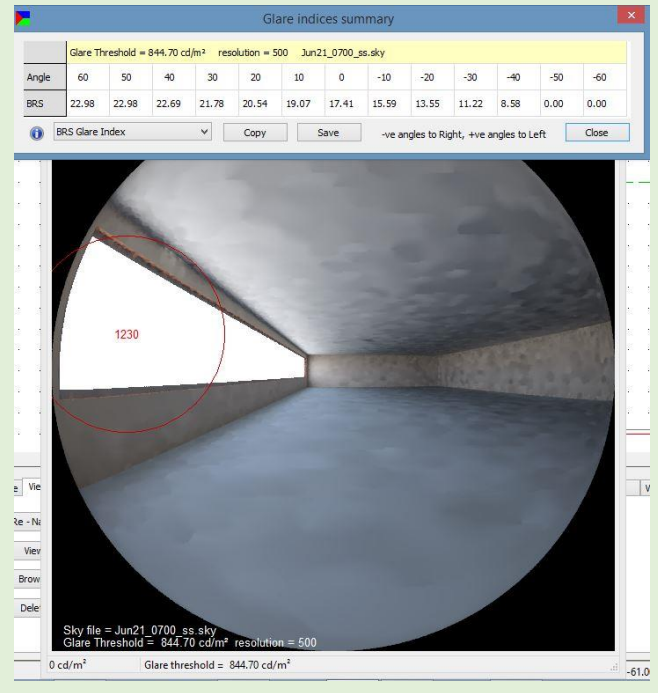 Glare indices summary
Glare Threshold = 844.70 cd/m² resolution = 500 Jun21_0700_ss.sky
Angle 60 50 40 30 20 10 0 -10 -20 -30 -40 -50 -60
BRS 22.98 22.98 22.69 21.78 20.54 19.07 17.41 15.59 13.55 11.22 8.58 0.00 0.00
BRS Glare Index Copy Save -ve angles to Right, +ve angles to Left Close
1230
Vie
Re - Na
View
Brow
Dele
Sky file = Jun21_0700_ss.sky
Glare Threshold = 844.70 cd/m² resolution = 500
0 cd/m² Glare threshold = 844.70 cd/m²
-61.0